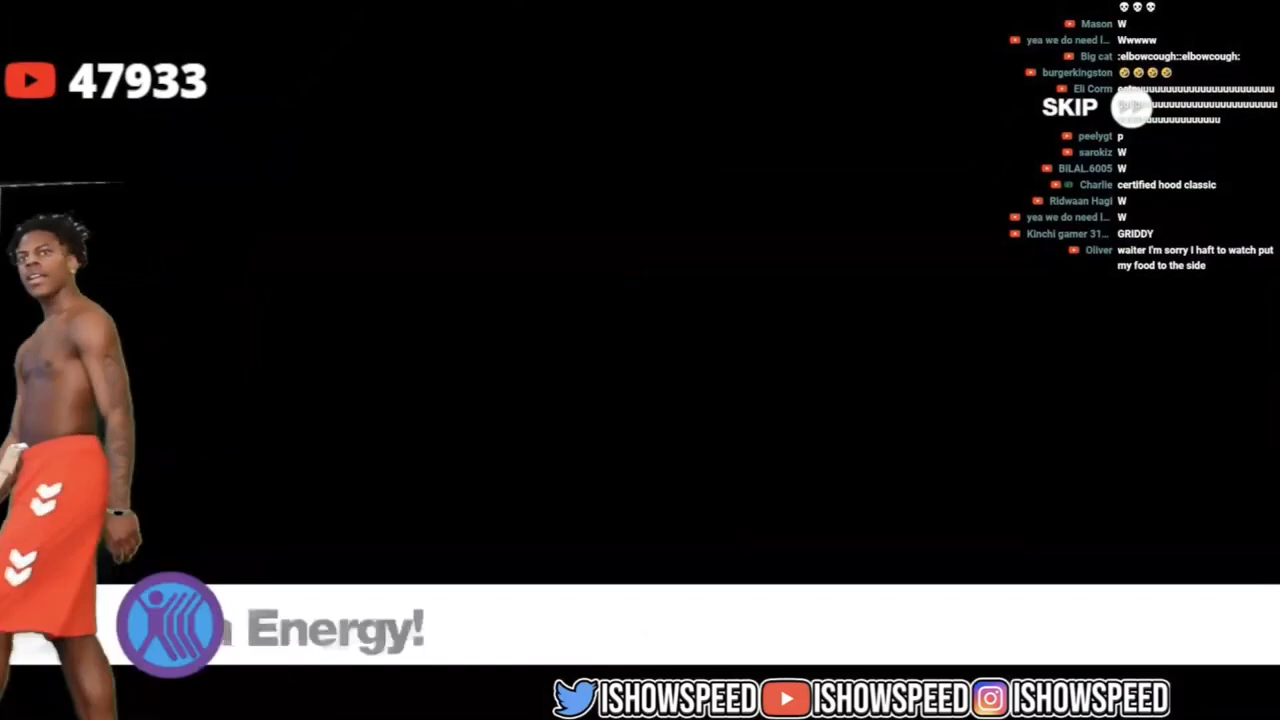 47933
Mason W
yea we do need l... Wwwww
Big cat :elbowcough::elbowcough:
burgerkingston
Eli Corm
SKIP
peelygt p
sarokiz W
BILAL.6005 W
Charlie certified hood classic
Ridwaan Hagi W
yea we do need l... W
Kinchi gamer 31... GRIDDY
Oliver waiter I'm sorry I haft to watch put
my food to the side
Energy!
ISHOWSPEED ISHOWSPEED ISHOWSPEED